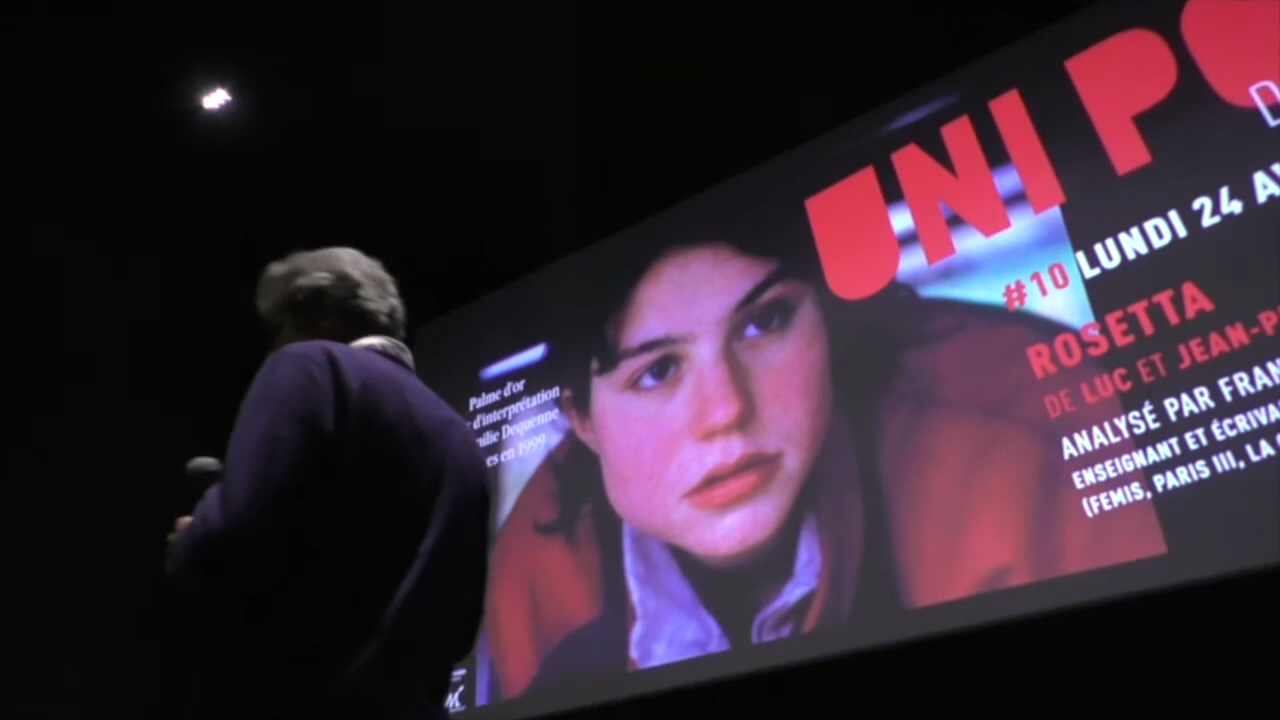 UNI
#10 LUNDI 24
ROSETTA
DE LUC ET JEAN-P
ANALYSÉ PAR FRAN
ENSEIGNANT ET ÉCRIVA
(FEMIS, PARIS III, LA
Palme d'or
d'interprétation
Dequenne
es en 1999